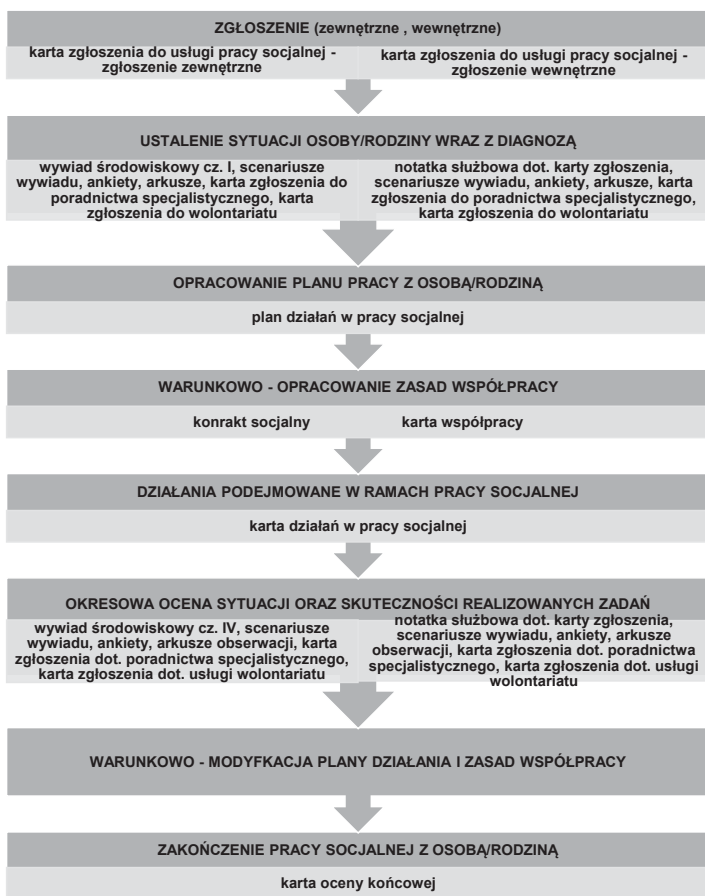 ZGŁOSZENIE (zewnętrzne , wewnętrzne)
karta zgłoszenia do usługi pracy socjalnej -
zgłoszenie zewnętrzne
karta zgłoszenia do usługi pracy socjalnej -
zgłoszenie wewnętrzne
USTALENIE SYTUACJI OSOBY/RODZINY WRAZ Z DIAGNOZĄ
wywiad środowiskowy cz. I, scenariusze
wywiadu, ankiety, arkusze, karta zgłoszenia do
poradnictwa specjalistycznego, karta
zgłoszenia do wolontariatu
notatka służbowa dot. karty zgłoszenia,
scenariusze wywiadu, ankiety, arkusze, karta
zgłoszenia do poradnictwa specjalistycznego,
karta zgłoszenia do wolontariatu
OPRACOWANIE PLANU PRACY Z OSOBĄ/RODZINĄ
plan działań w pracy socjalnej
WARUNKOWO - OPRACOWANIE ZASAD WSPÓŁPRACY
konrakt socjalny
karta współpracy
DZIAŁANIA PODEJMOWANE W RAMACH PRACY SOCJALNEJ
karta działań w pracy socjalnej
OKRESOWA OCENA SYTUACJI ORAZ SKUTECZNOŚCI REALIZOWANYCH ZADAŃ
wywiad środowiskowy cz. IV, scenariusze
wywiadu, ankiety, arkusze obserwacji, karta
zgłoszenia dot. poradnictwa specjalistycznego,
karta zgłoszenia dot. usługi wolontariatu
notatka służbowa dot. karty zgłoszenia,
scenariusze wywiadu, ankiety, arkusze
obserwacji, karta zgłoszenia dot. poradnictwa
specjalistycznego, karta zgłoszenia dot. usługi
wolontariatu
WARUNKOWO - MODYFKACJA PLANY DZIAŁANIA I ZASAD WSPÓŁPRACY
ZAKOŃCZENIE PRACY SOCJALNEJ Z OSOBĄ/RODZINĄ
karta oceny końcowej